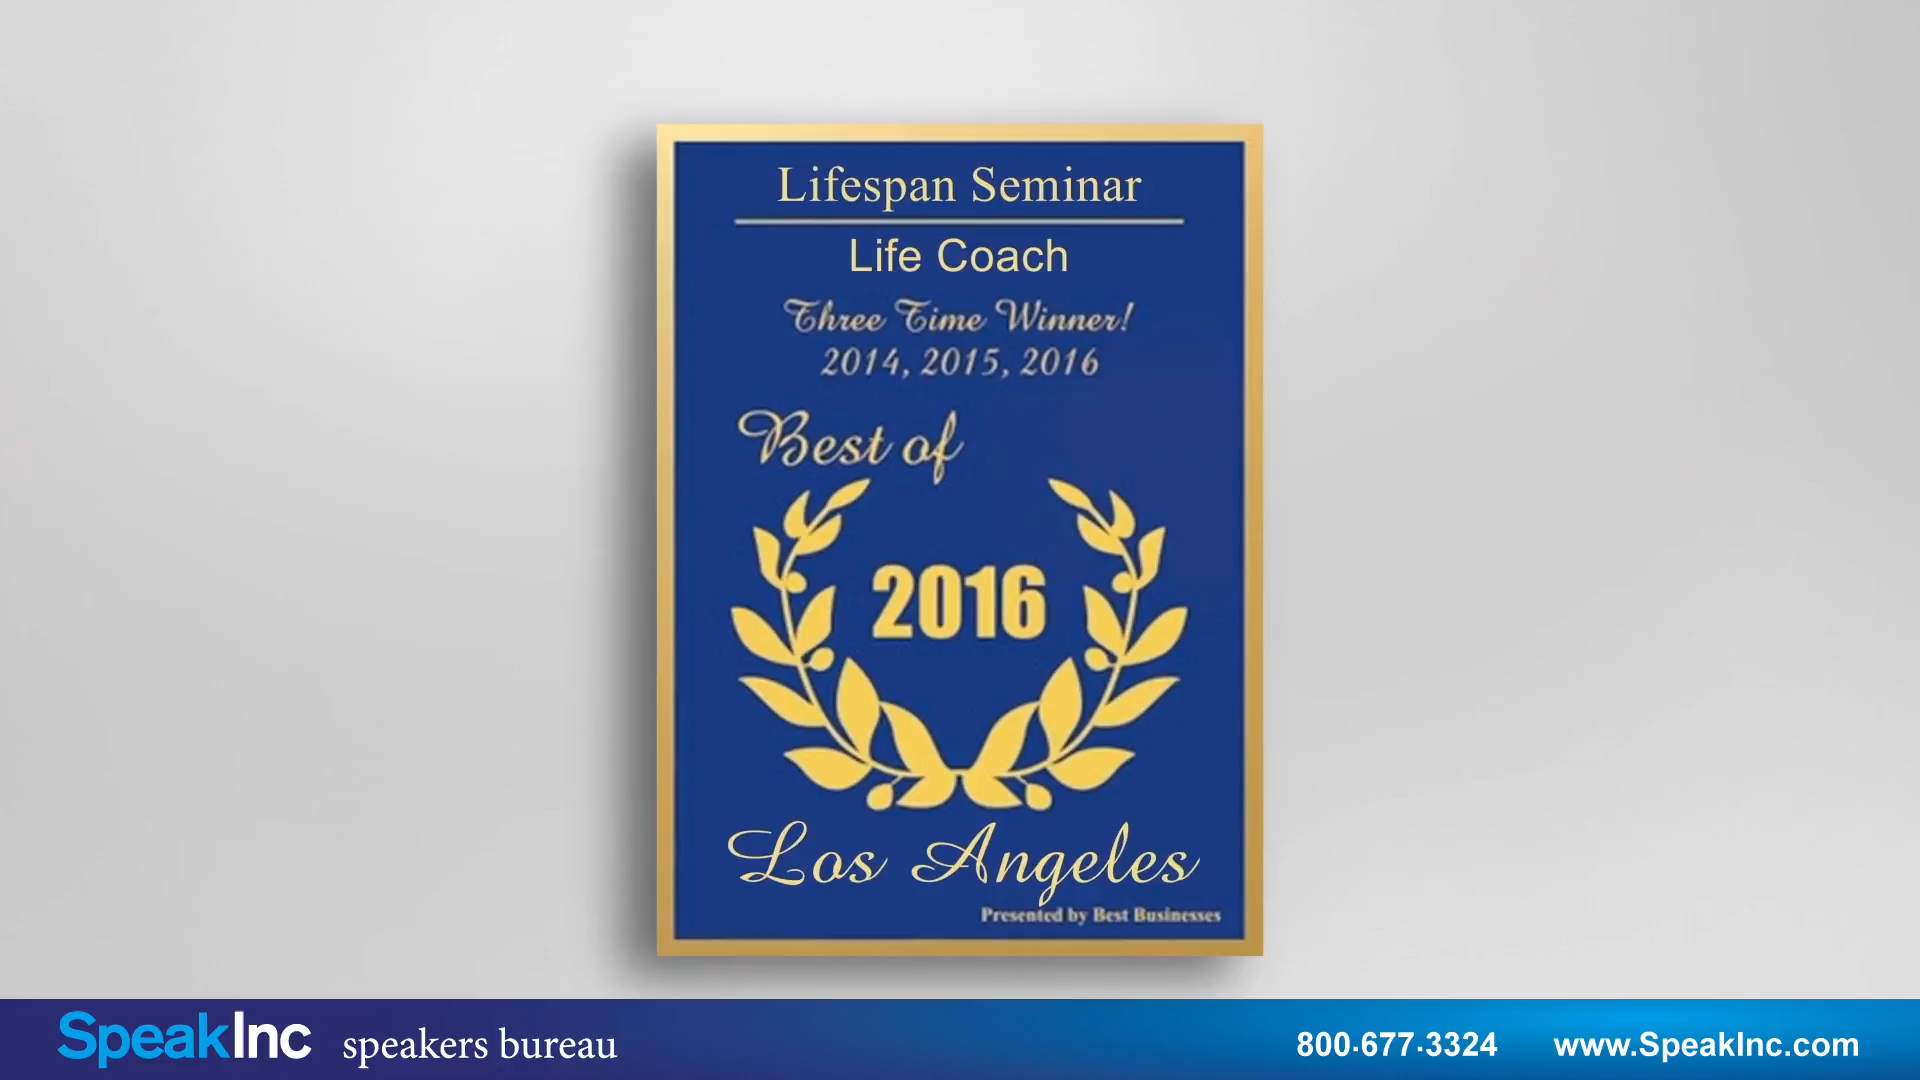 Lifespan Seminar
Life Coach
Three Time Winner!
2014, 2015, 2016
Best of
2016
Los Angeles
Presented by Best Businesses
SpeakInc speakers bureau
800·677·3324 www.SpeakInc.com